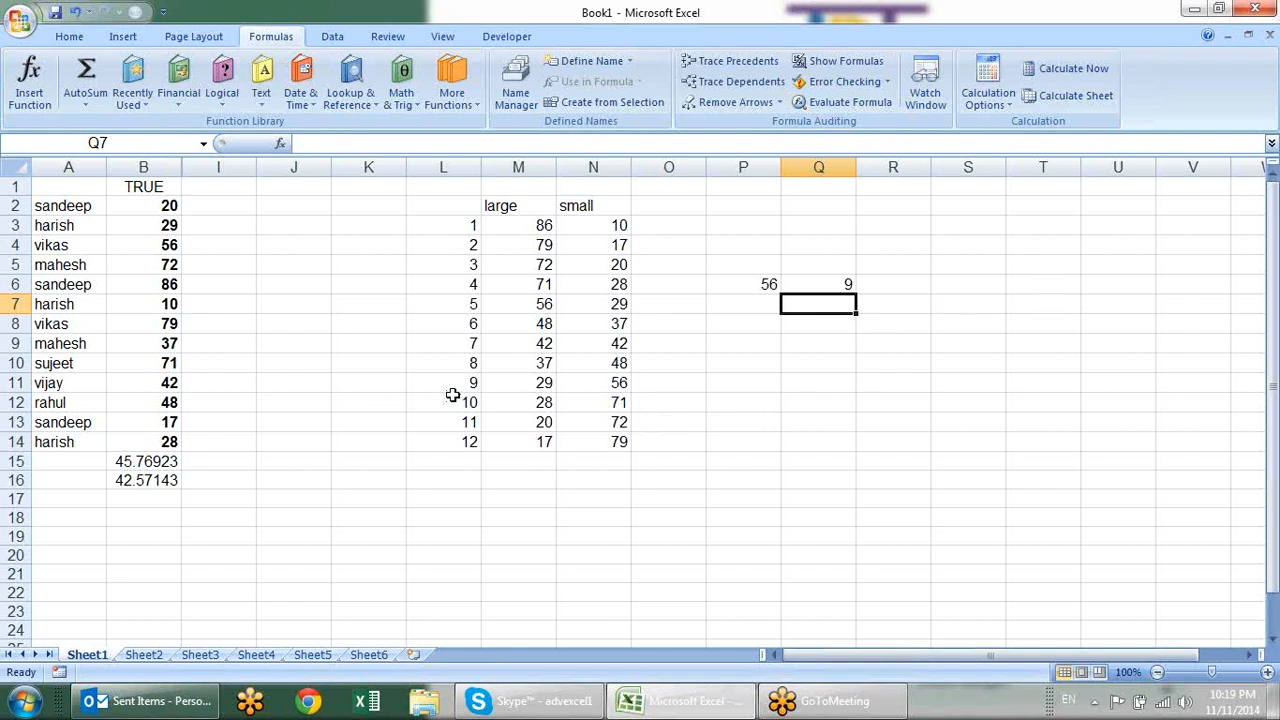 Book1 - Microsoft Excel
Home Insert Page Layout Formulas Data Review View Developer
Insert Function
AutoSum
Recently Used
Financial
Logical
Text
Date & Time
Lookup & Reference
Math & Trig
More Functions
Function Library
Name Manager
Define Name
Use in Formula
Create from Selection
Defined Names
Trace Precedents
Trace Dependents
Remove Arrows
Show Formulas
Error Checking
Evaluate Formula
Formula Auditing
Watch Window
Calculation Options
Calculate Now
Calculate Sheet
Calculation
Q7 fx
A B I J K L M N O P Q R S T U V
1 TRUE
2 sandeep 20 large small
3 harish 29 1 86 10
4 vikas 56 2 79 17
5 mahesh 72 3 72 20
6 sandeep 86 4 71 28 56 9
7 harish 10 5 56 29
8 vikas 79 6 48 37
9 mahesh 37 7 42 42
10 sujeet 71 8 37 48
11 vijay 42 9 29 56
12 rahul 48 10 28 71
13 sandeep 17 11 20 72
14 harish 28 12 17 79
15 45.76923
16 42.57143
17
18
19
20
21
22
23
24
Sheet1 Sheet2 Sheet3 Sheet4 Sheet5 Sheet6
Ready 100%
Sent Items - Perso... Skype™ - advexcel1 Microsoft Excel - ... GoToMeeting EN 10:19 PM
11/11/2014